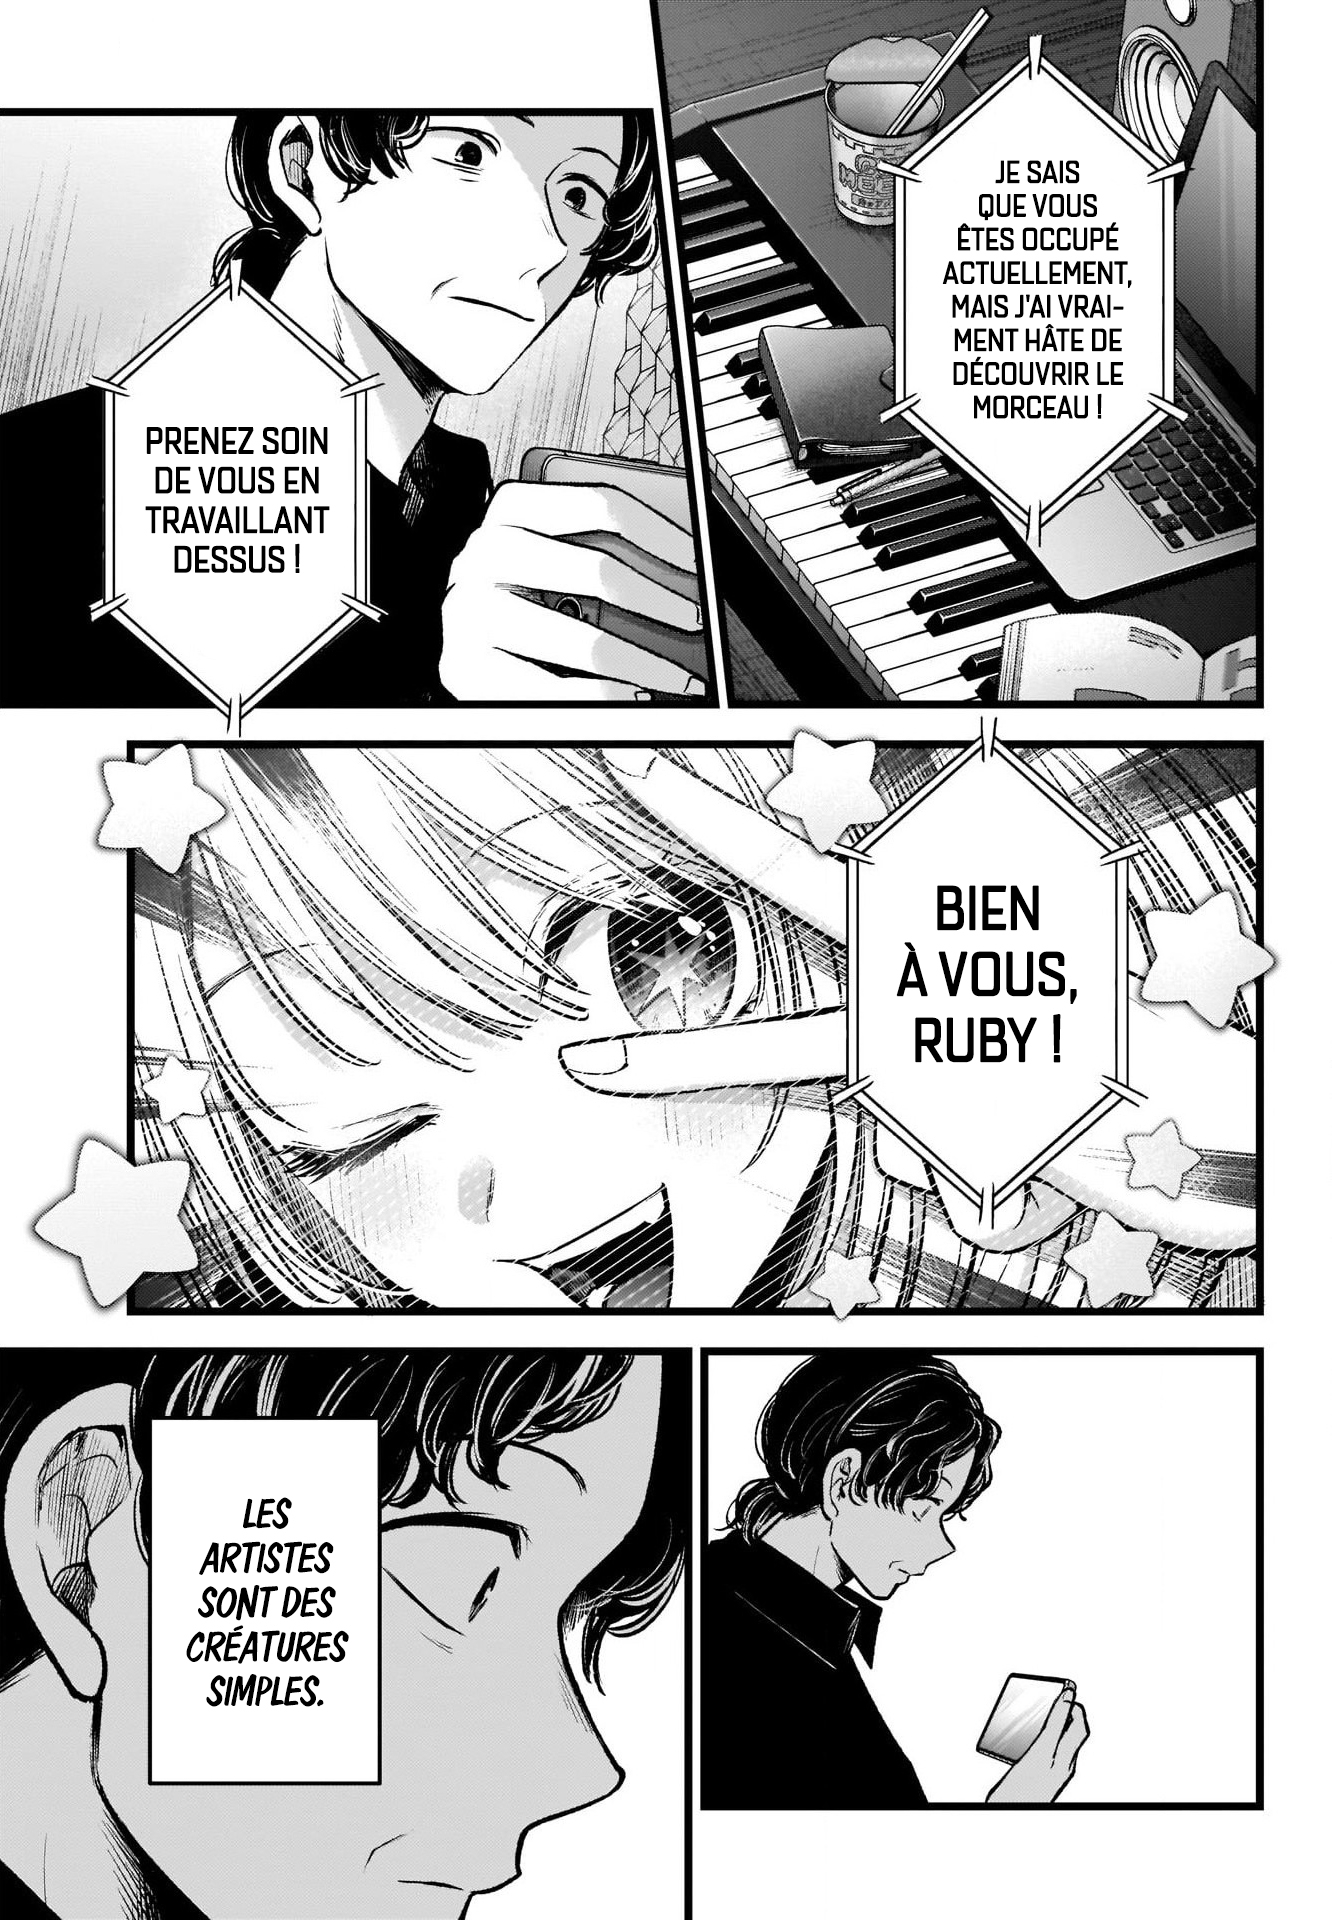 JE SAIS
QUE VOUS
ÊTES OCCUPÉ
ACTUELLEMENT,
MAIS J'AI VRAI-
MENT HÂTE DE
DÉCOUVRIR LE
MORCEAU !
PRENEZ SOIN
DE VOUS EN
TRAVAILLANT
DESSUS !
BIEN
À VOUS,
RUBY !
LES
ARTISTES
SONT DES
CRÉATURES
SIMPLES.